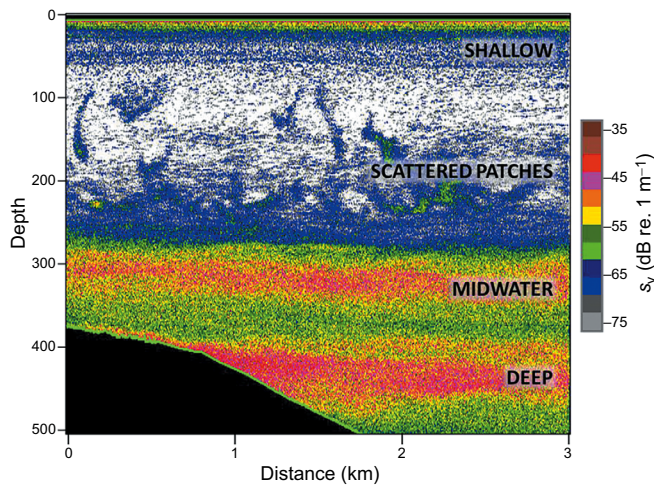 0
100
200
300
400
500
Depth
SHALLOW
SCATTERED PATCHES
MIDWATER
DEEP
0
1
2
3
Distance (km)
–35
–45
–55
–65
–75
sᵥ (dB re. 1 m⁻¹)